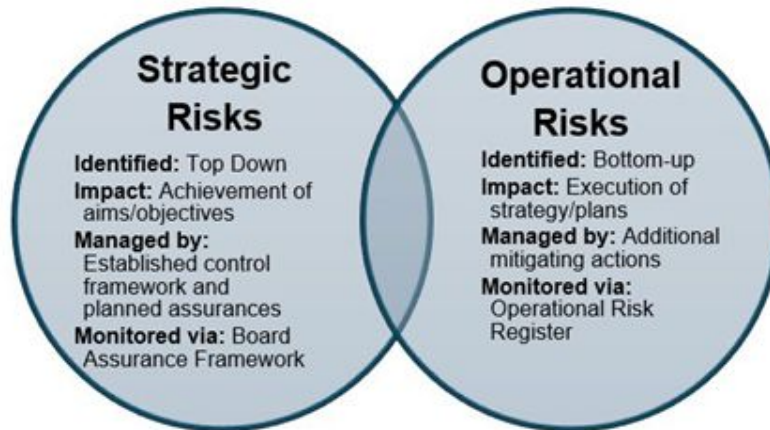 Strategic
Risks
Identified: Top Down
Impact: Achievement of
aims/objectives
Managed by:
Established control
framework and
planned assurances
Monitored via: Board
Assurance Framework
Operational
Risks
Identified: Bottom-up
Impact: Execution of
strategy/plans
Managed by: Additional
mitigating actions
Monitored via:
Operational Risk
Register